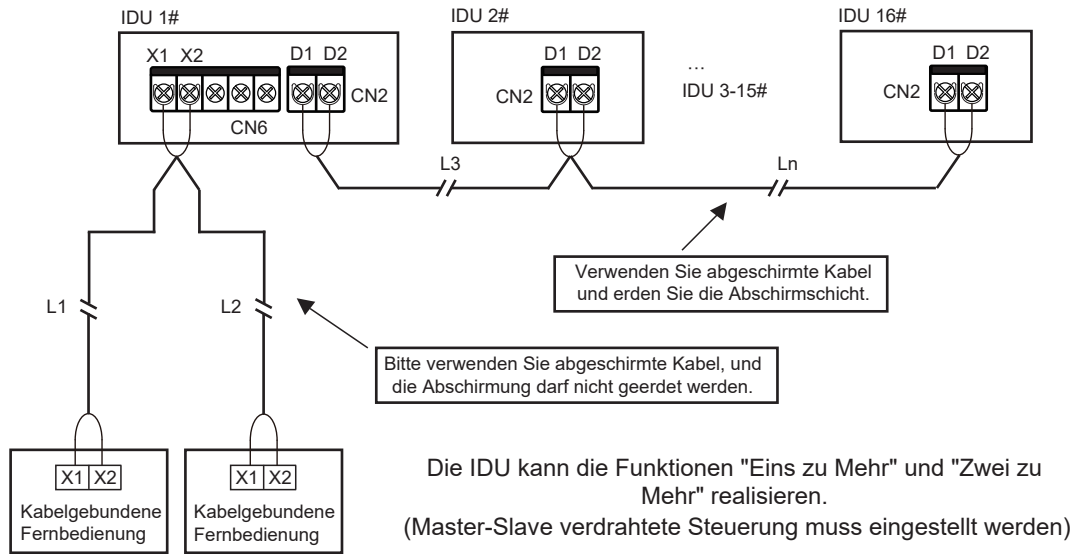 IDU 1#
IDU 2#
IDU 16#
X1 X2
D1 D2
CN2
CN6
D1 D2
CN2
...
IDU 3-15#
D1 D2
CN2
L3
Ln
Verwenden Sie abgeschirmte Kabel
und erden Sie die Abschirmschicht.
L1
L2
Bitte verwenden Sie abgeschirmte Kabel, und
die Abschirmung darf nicht geerdet werden.
X1 X2
Kabelgebundene
Fernbedienung
X1 X2
Kabelgebundene
Fernbedienung
Die IDU kann die Funktionen "Eins zu Mehr" und "Zwei zu
Mehr" realisieren.
(Master-Slave verdrahtete Steuerung muss eingestellt werden)